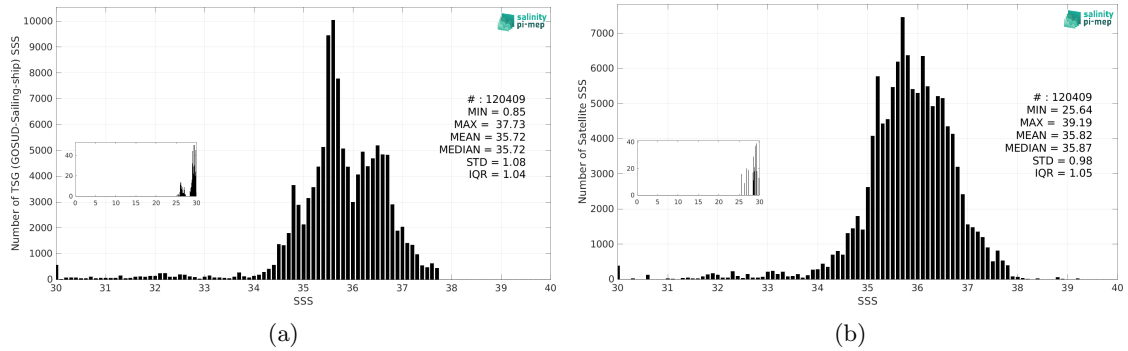 salinity
pi-mep
Number of TSG (GOSUD-Sailing-ship) SSS
10000
9000
8000
7000
6000
5000
4000
3000
2000
1000
0
# : 120409
MIN = 0.85
MAX = 37.73
MEAN = 35.72
MEDIAN = 35.72
STD = 1.08
IQR = 1.04
40
20
0
0 5 10 15 20 25 30
30 31 32 33 34 35 36 37 38 39 40
SSS
(a)
salinity
pi-mep
Number of Satellite SSS
7000
6000
5000
4000
3000
2000
1000
0
# : 120409
MIN = 25.64
MAX = 39.19
MEAN = 35.82
MEDIAN = 35.87
STD = 0.98
IQR = 1.05
40
20
0
0 5 10 15 20 25 30
30 31 32 33 34 35 36 37 38 39 40
SSS
(b)